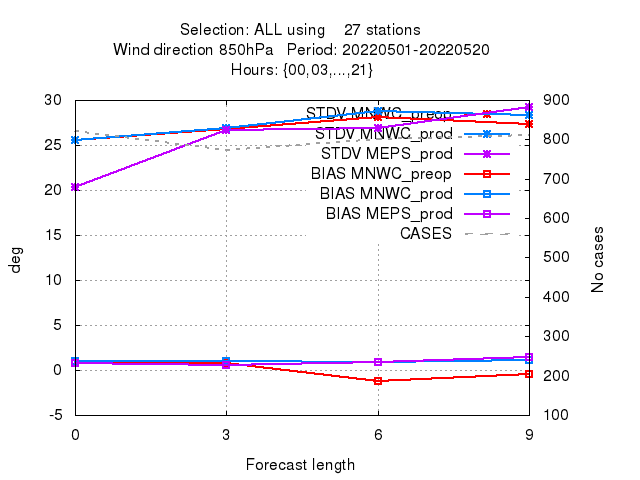 Selection: ALL using 27 stations
Wind direction 850hPa Period: 20220501-20220520
Hours: {00,03,...,21}
30
25
20
15
10
5
0
-5
deg
900
800
700
600
500
400
300
200
100
No cases
STDV MNWC_preop
STDV MNWC_prod
STDV MEPS_prod
BIAS MNWC_preop
BIAS MNWC_prod
BIAS MEPS_prod
CASES
0 3 6 9
Forecast length